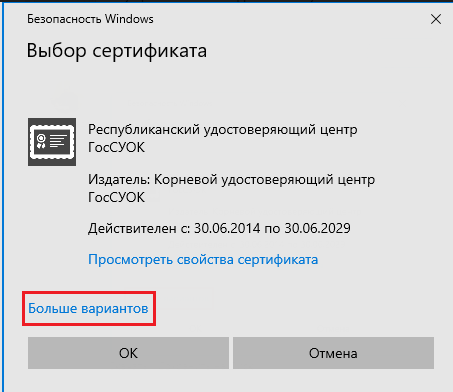 Безопасность Windows
Выбор сертификата
Республиканский удостоверяющий центр
ГосСУОК
Издатель: Корневой удостоверяющий центр
ГосСУОК
Действителен с: 30.06.2014 по 30.06.2029
Просмотреть свойства сертификата
Больше вариантов
ОК
Отмена